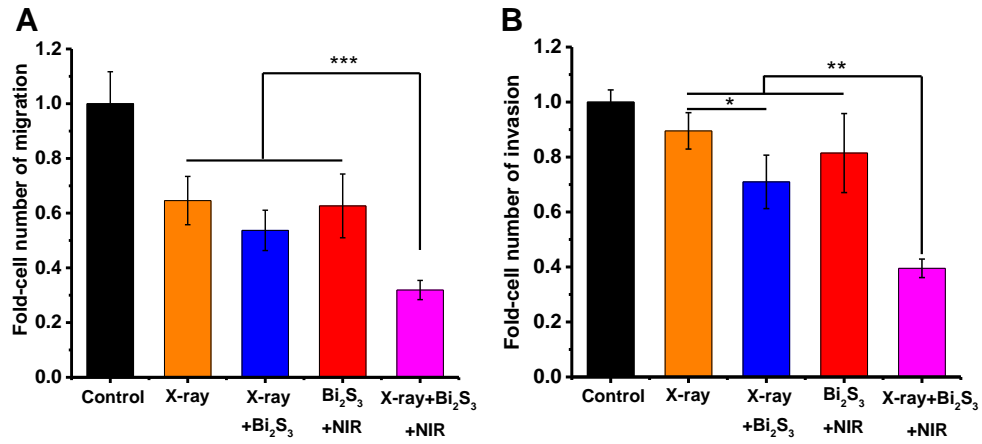 A
Fold-cell number of migration
1.2
1.0
0.8
0.6
0.4
0.2
0.0
***
Control
X-ray
X-ray
+Bi₂S₃
Bi₂S₃
+NIR
X-ray+Bi₂S₃
+NIR
B
Fold-cell number of invasion
1.2
1.0
0.8
0.6
0.4
0.2
0.0
**
*
Control
X-ray
X-ray
+Bi₂S₃
Bi₂S₃
+NIR
X-ray+Bi₂S₃
+NIR